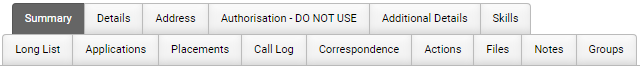 Summary Details Address Authorisation - DO NOT USE Additional Details Skills
Long List Applications Placements Call Log Correspondence Actions Files Notes Groups